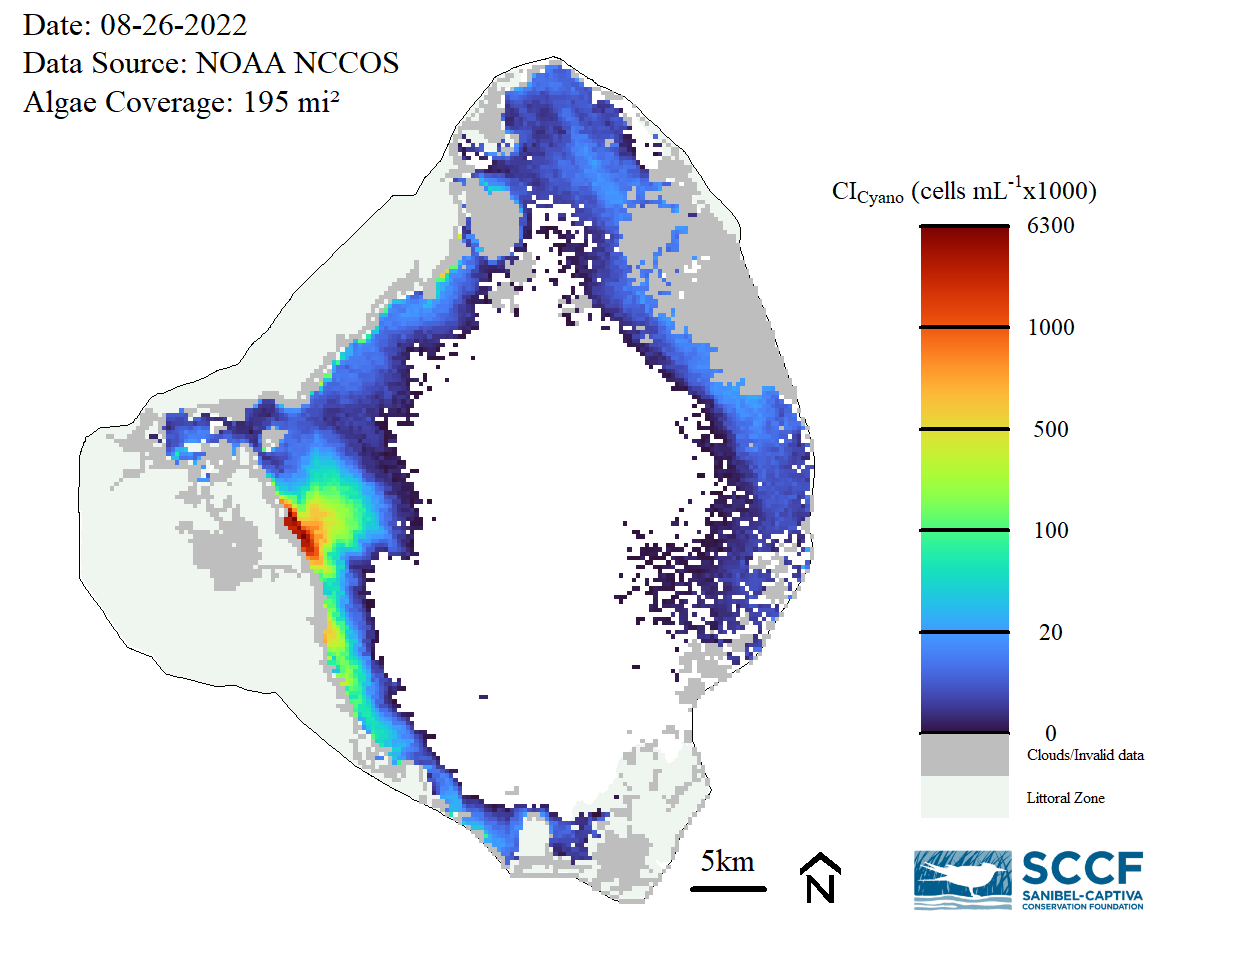 Date: 08-26-2022
Data Source: NOAA NCCOS
Algae Coverage: 195 mi²
CI_Cyano (cells mL⁻¹x1000)
6300
1000
500
100
20
0
Clouds/Invalid data
Littoral Zone
5km
N
SCCF
SANIBEL-CAPTIVA
CONSERVATION FOUNDATION